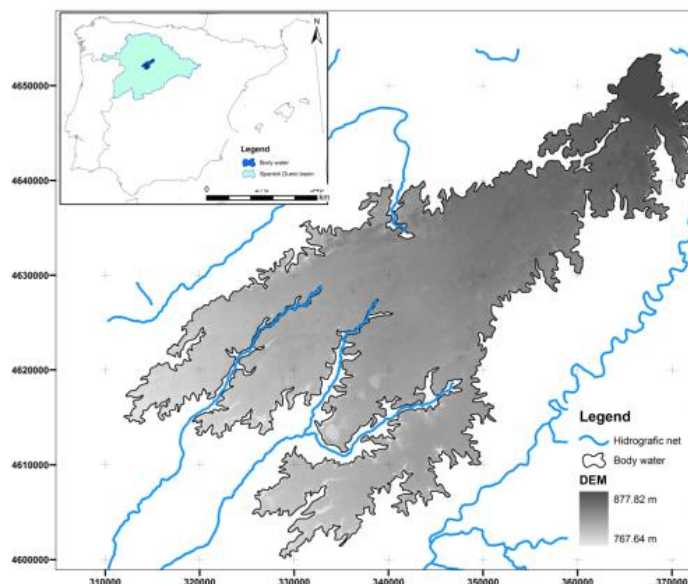 N
Legend
Body water
Spanish Duero basin
0
km
4650000
4640000
4630000
4620000
4610000
4600000
Legend
Hidrografic net
Body water
DEM
877.82 m
767.64 m
310000 320000 330000 340000 350000 360000